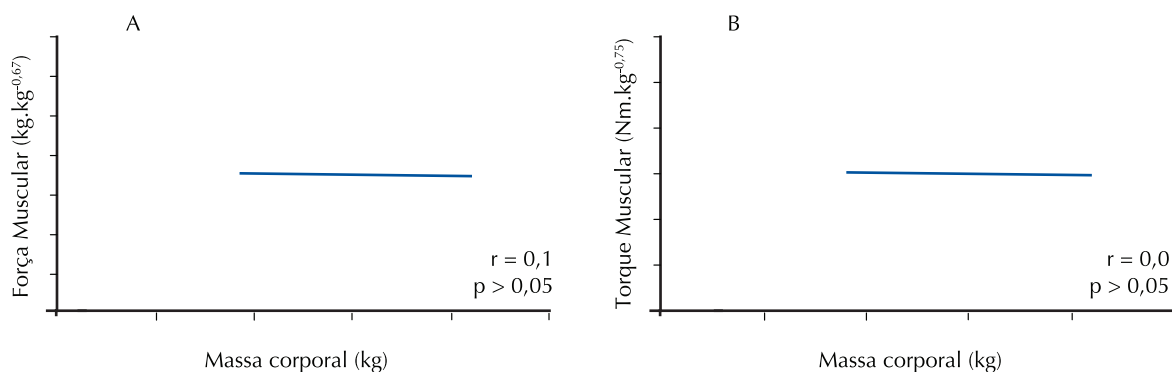 A
Força Muscular (kg.kg-0,67)
r = 0,1
p > 0,05
Massa corporal (kg)
B
Torque Muscular (Nm.kg-0,75)
r = 0,0
p > 0,05
Massa corporal (kg)